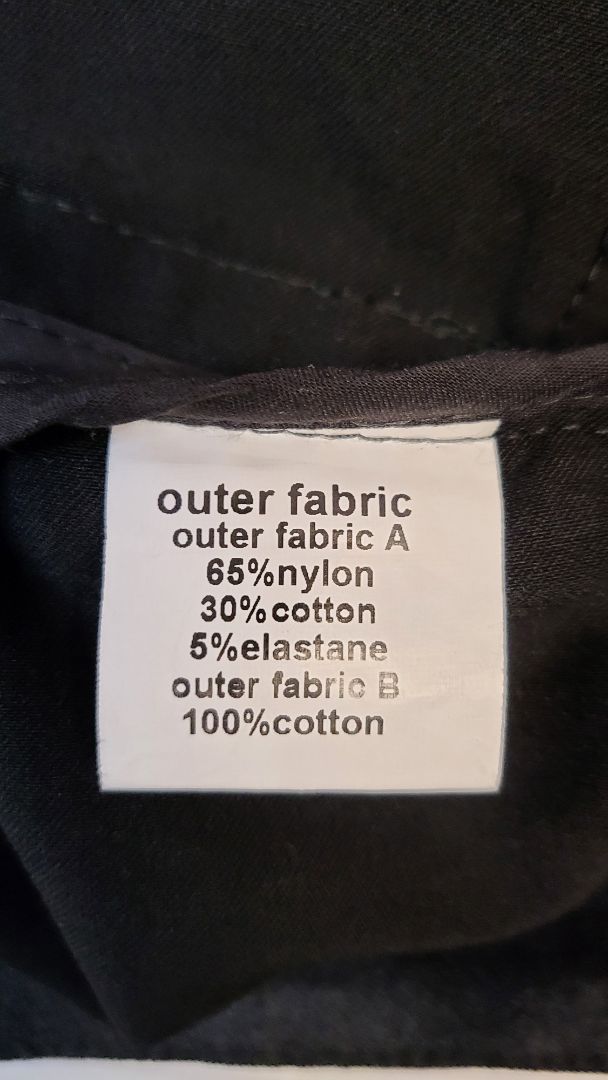 outer fabric
outer fabric A
65%nylon
30%cotton
5%elastane
outer fabric B
100%cotton